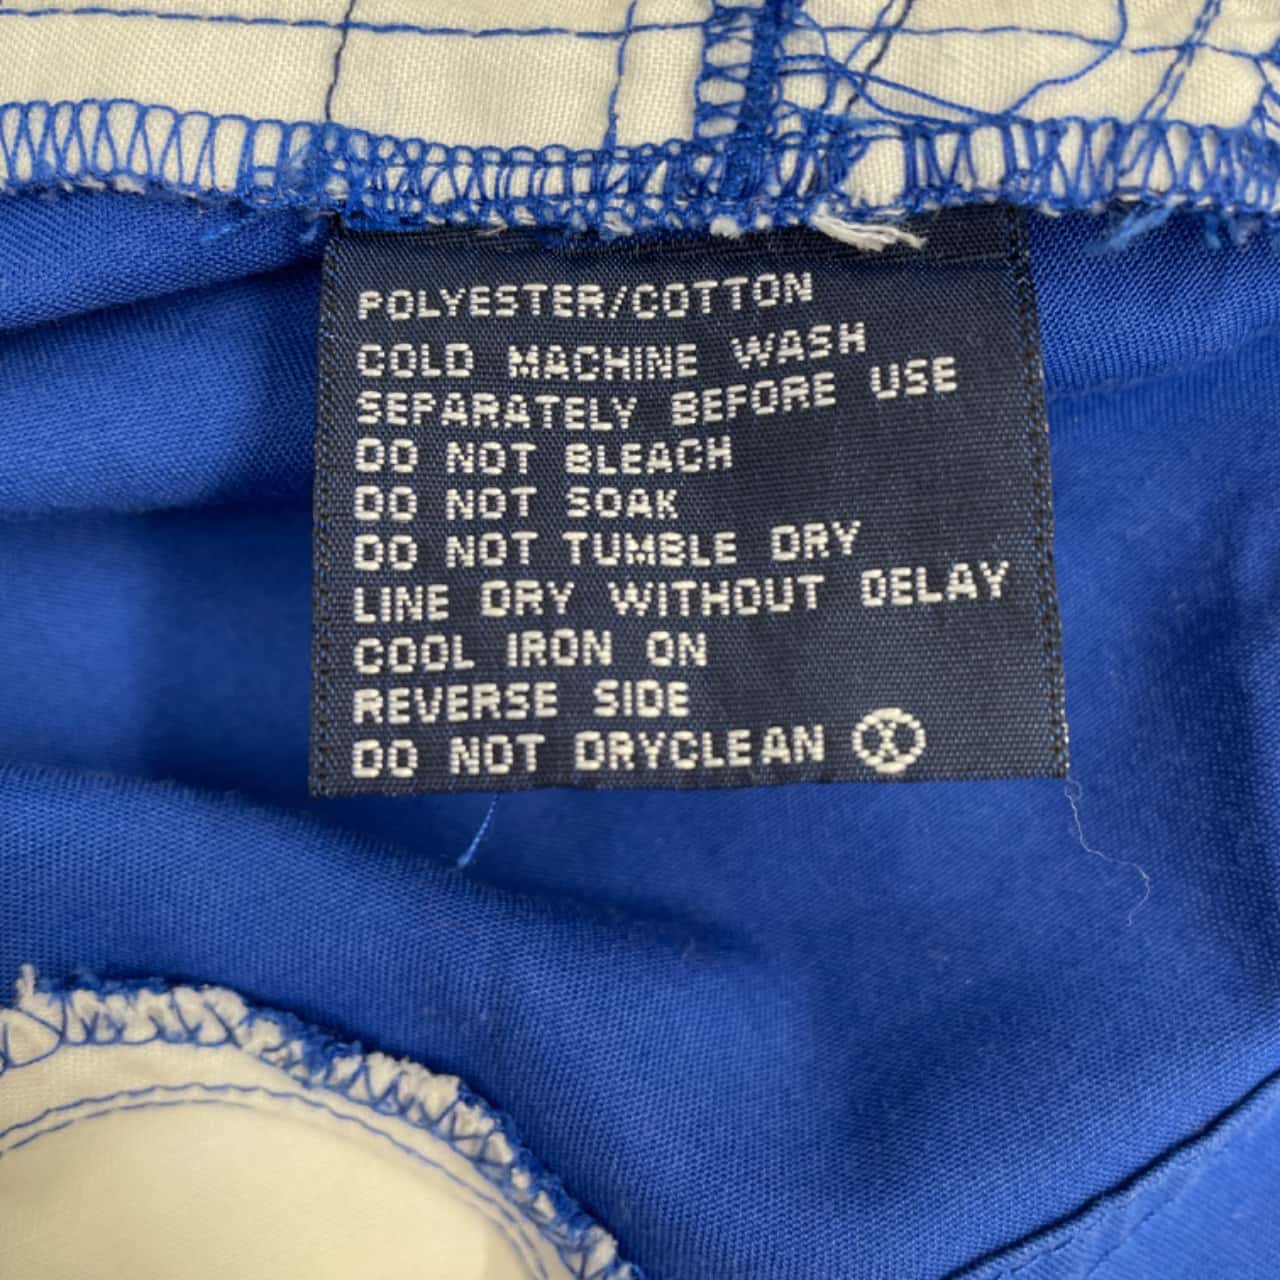 POLYESTER/COTTON
COLD MACHINE WASH
SEPARATELY BEFORE USE
DO NOT BLEACH
DO NOT SOAK
DO NOT TUMBLE DRY
LINE DRY WITHOUT DELAY
COOL IRON ON
REVERSE SIDE
DO NOT DRYCLEAN